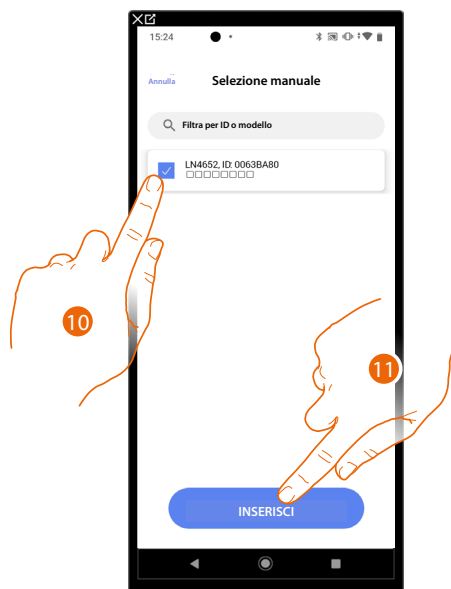 15:24
Annulla
Selezione manuale
Filtra per ID o modello
LN4652, ID: 0063BA80
□□□□□□□□
10
11
INSERISCI